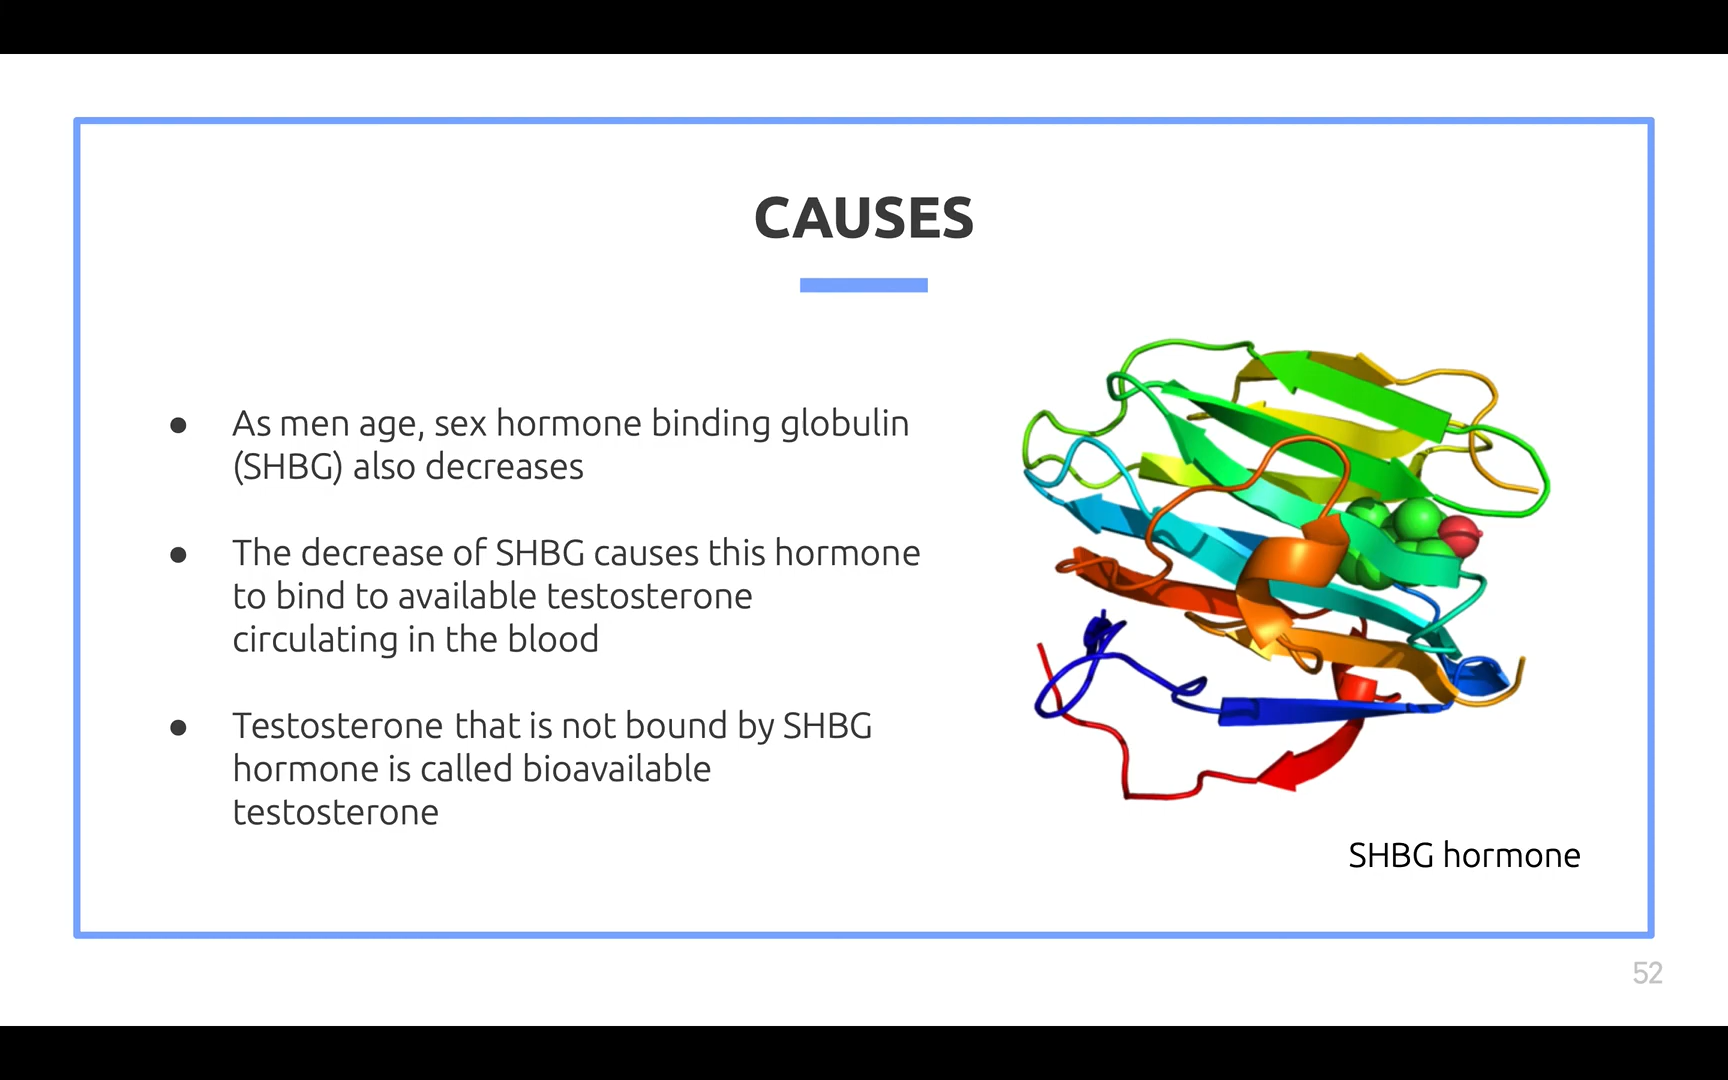 CAUSES
● As men age, sex hormone binding globulin
(SHBG) also decreases
● The decrease of SHBG causes this hormone
to bind to available testosterone
circulating in the blood
● Testosterone that is not bound by SHBG
hormone is called bioavailable
testosterone
SHBG hormone
52